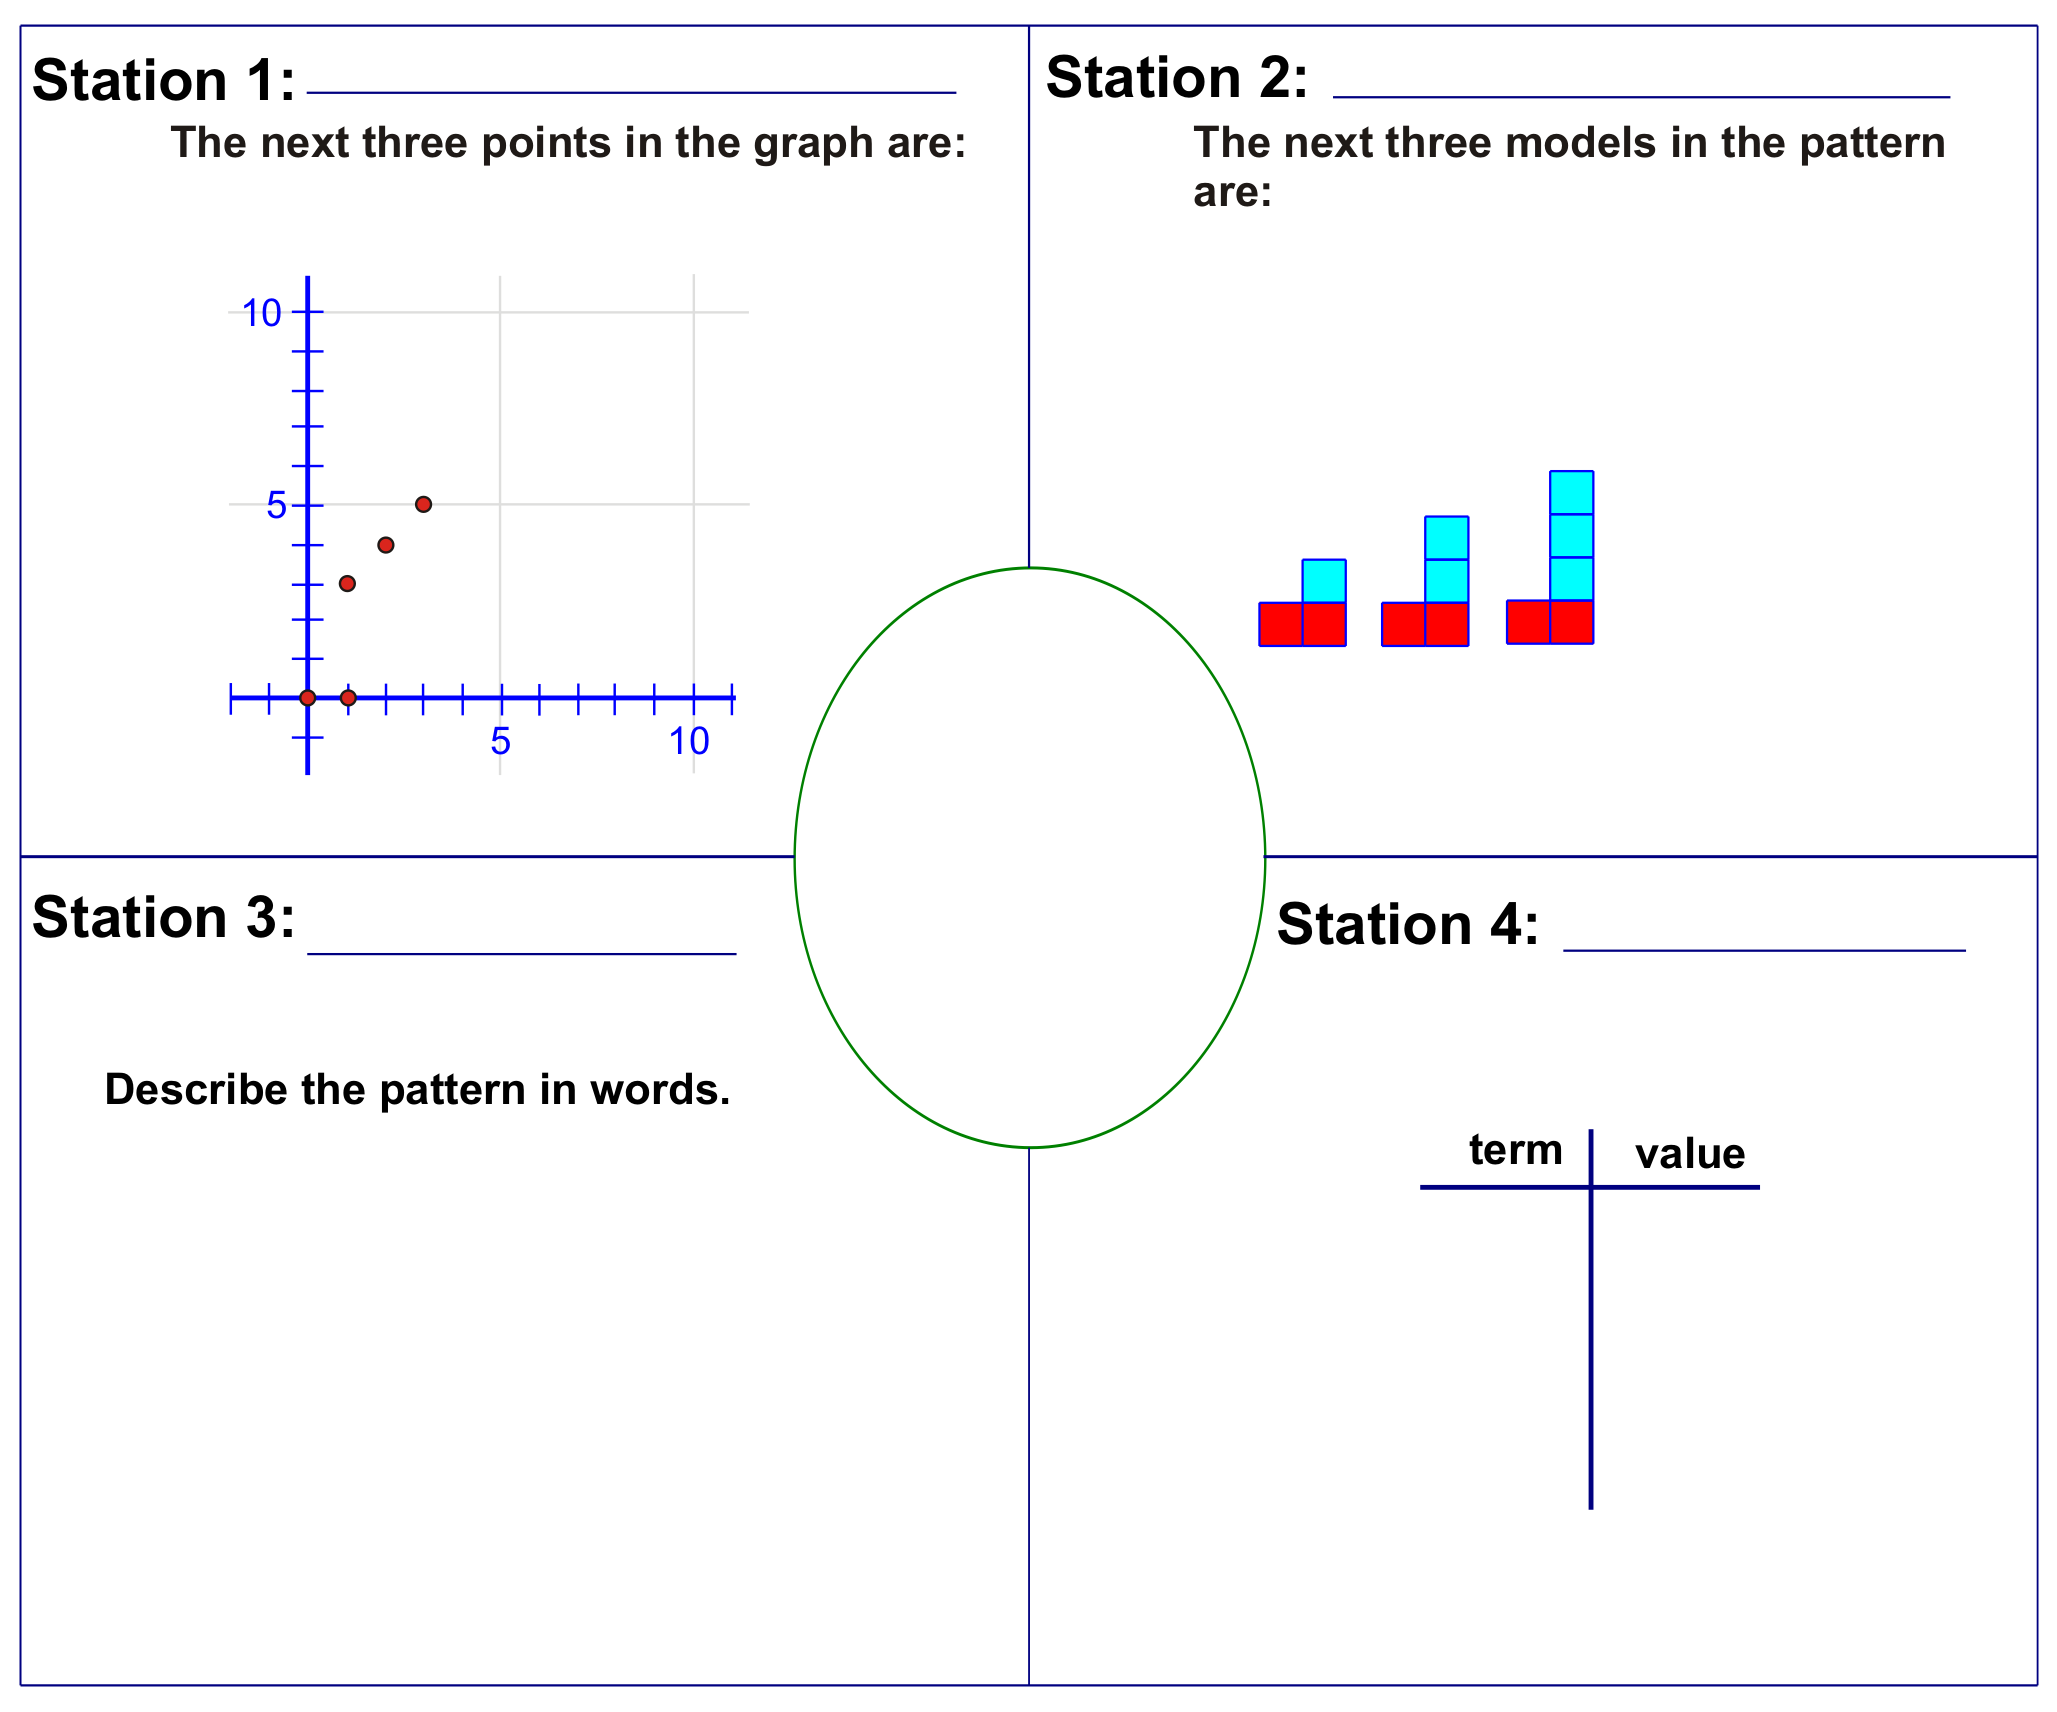 Station 1:
The next three points in the graph are:
10
5
5
10
Station 2:
The next three models in the pattern
are:
Station 3:
Describe the pattern in words.
Station 4:
term value